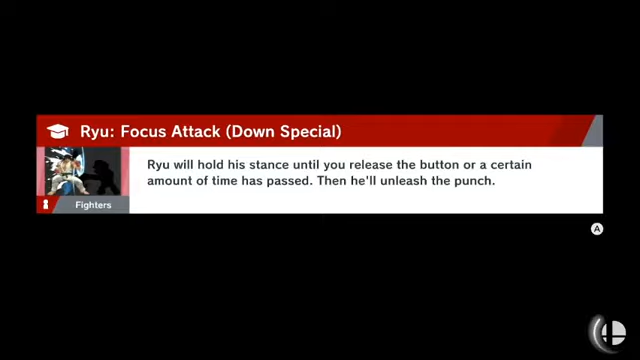 Ryu: Focus Attack (Down Special)
Ryu will hold his stance until you release the button or a certain
amount of time has passed. Then he'll unleash the punch.
Fighters
A